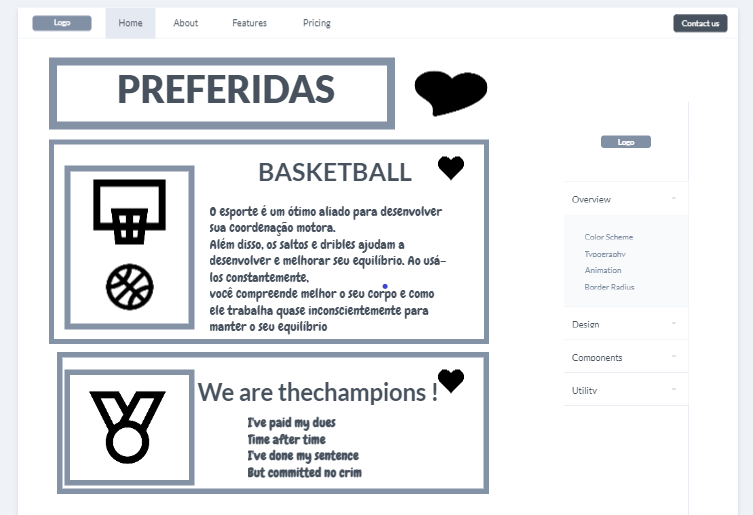 Logo
Home
About
Features
Pricing
Contact us
PREFERIDAS
BASKETBALL
O esporte é um ótimo aliado para desenvolver
sua coordenação motora.
Além disso, os saltos e dribles ajudam a
desenvolver e melhorar seu equilíbrio. Ao usá-
los constantemente,
você compreende melhor o seu corpo e como
ele trabalha quase inconscientemente para
manter o seu equilíbrio
We are thechampions !
I've paid my dues
Time after time
I've done my sentence
But committed no crim
Logo
Overview
Color Scheme
Typography
Animation
Border Radius
Design
Components
Utility